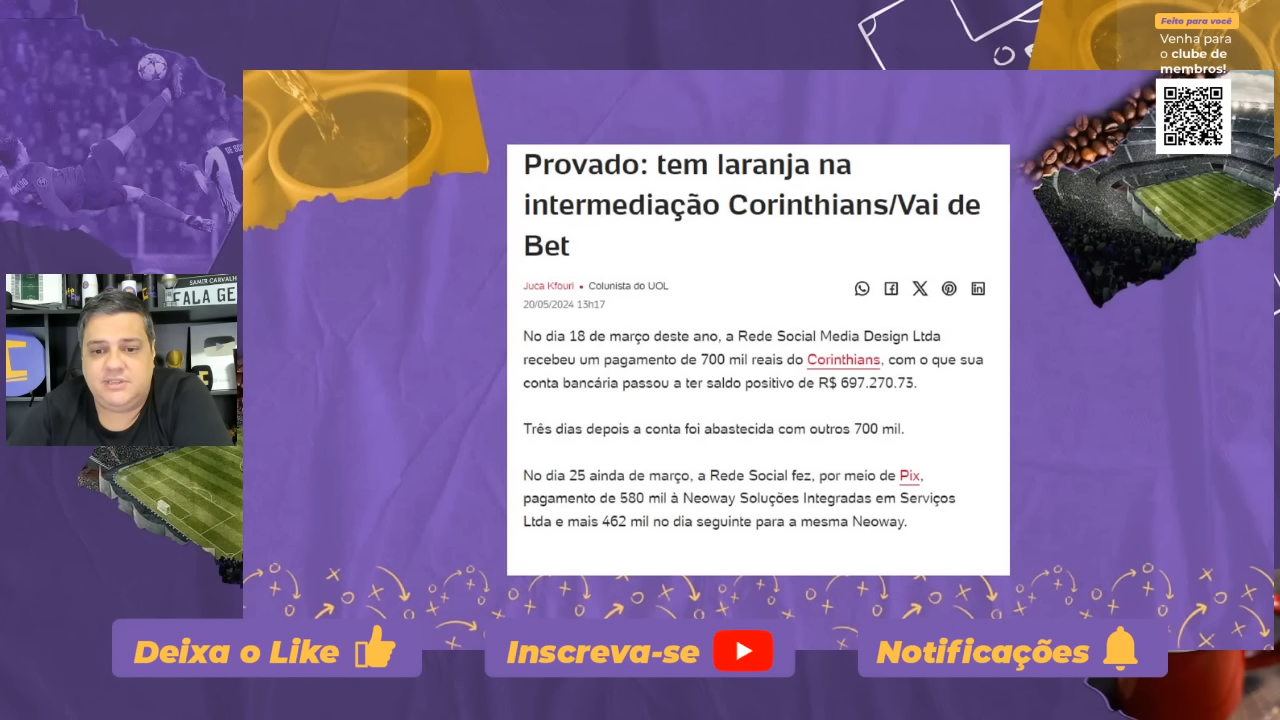 Feito para você
Venha para
o clube de
membros!
SAMIR CARVALH
FALA GE
Provado: tem laranja na
intermediação Corinthians/Vai de
Bet
Juca Kfouri • Colunista do UOL
20/05/2024 13h17
No dia 18 de março deste ano, a Rede Social Media Design Ltda
recebeu um pagamento de 700 mil reais do Corinthians, com o que sua
conta bancária passou a ter saldo positivo de R$ 697.270.73.
Três dias depois a conta foi abastecida com outros 700 mil.
No dia 25 ainda de março, a Rede Social fez, por meio de Pix,
pagamento de 580 mil à Neoway Soluções Integradas em Serviços
Ltda e mais 462 mil no dia seguinte para a mesma Neoway.
Deixa o Like
Inscreva-se
Notificações